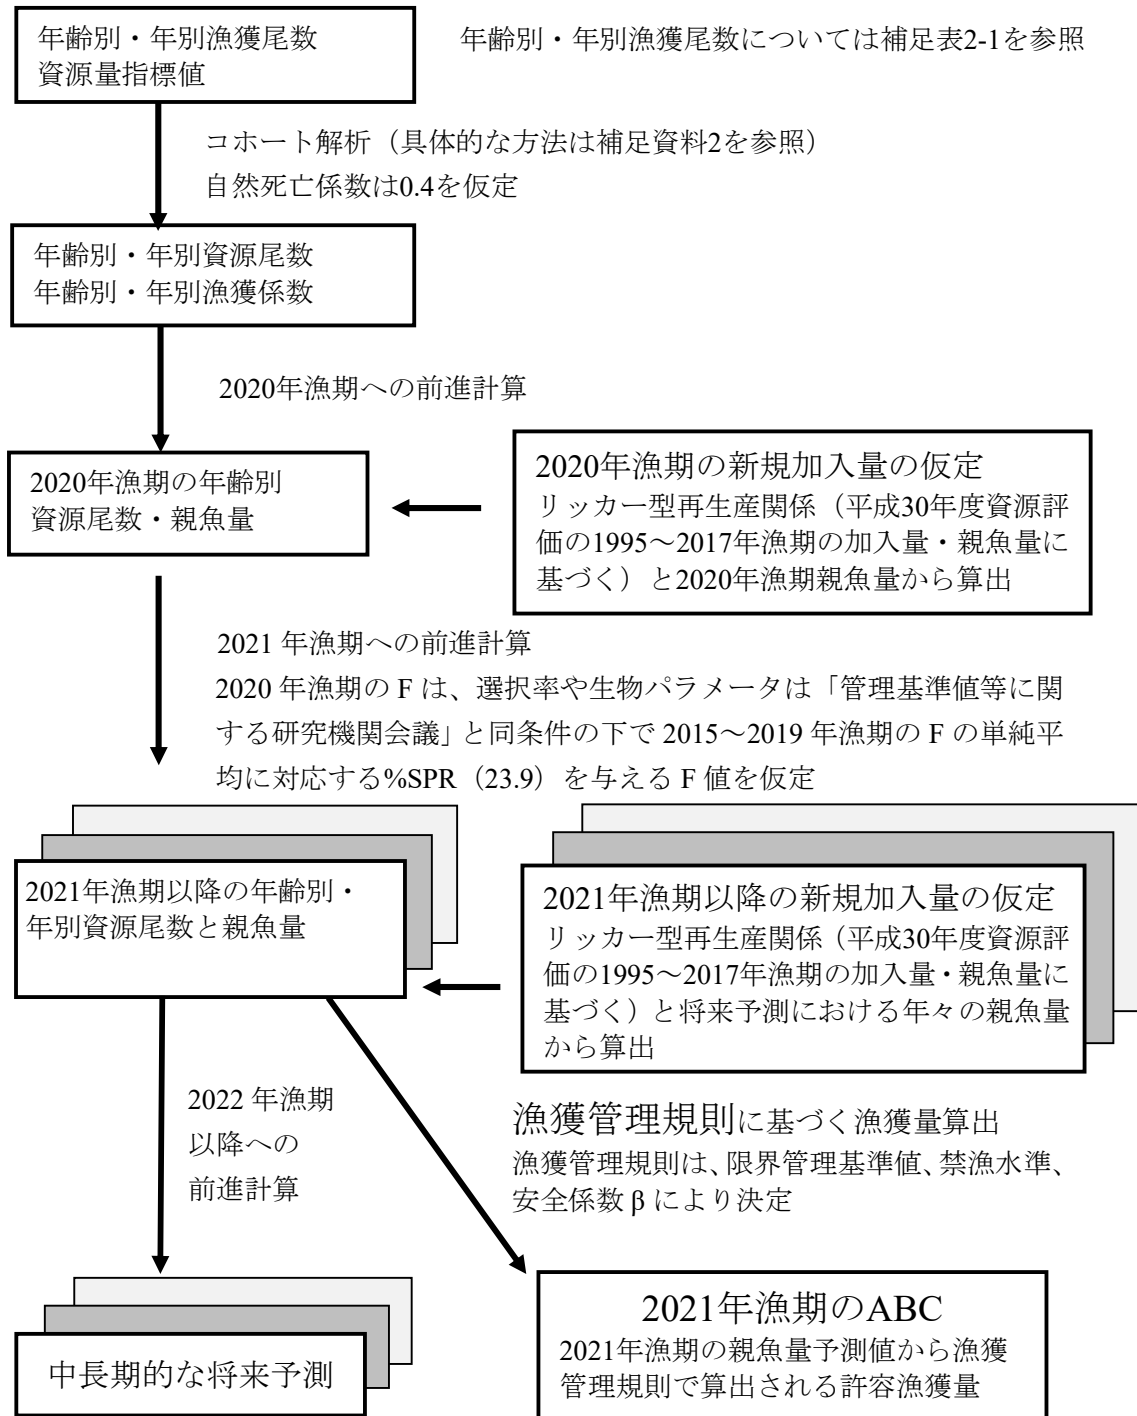 年齢別・年別漁獲尾数
資源量指標値
年齢別・年別漁獲尾数については補足表2-1を参照
コホート解析（具体的な方法は補足資料2を参照）
自然死亡係数は0.4を仮定
年齢別・年別資源尾数
年齢別・年別漁獲係数
2020年漁期への前進計算
2020年漁期の年齢別
資源尾数・親魚量
2020年漁期の新規加入量の仮定
リッカー型再生産関係（平成30年度資源評
価の1995～2017年漁期の加入量・親魚量に
基づく）と2020年漁期親魚量から算出
2021 年漁期への前進計算
2020 年漁期の F は、選択率や生物パラメータは「管理基準値等に関
する研究機関会議」と同条件の下で 2015～2019 年漁期の F の単純平
均に対応する%SPR（23.9）を与える F 値を仮定
2021年漁期以降の年齢別・
年別資源尾数と親魚量
2021年漁期以降の新規加入量の仮定
リッカー型再生産関係（平成30年度資源評
価の1995～2017年漁期の加入量・親魚量に
基づく）と将来予測における年々の親魚量
から算出
2022 年漁期
以降への
前進計算
漁獲管理規則に基づく漁獲量算出
漁獲管理規則は、限界管理基準値、禁漁水準、
安全係数 β により決定
中長期的な将来予測
2021年漁期のABC
2021年漁期の親魚量予測値から漁獲
管理規則で算出される許容漁獲量